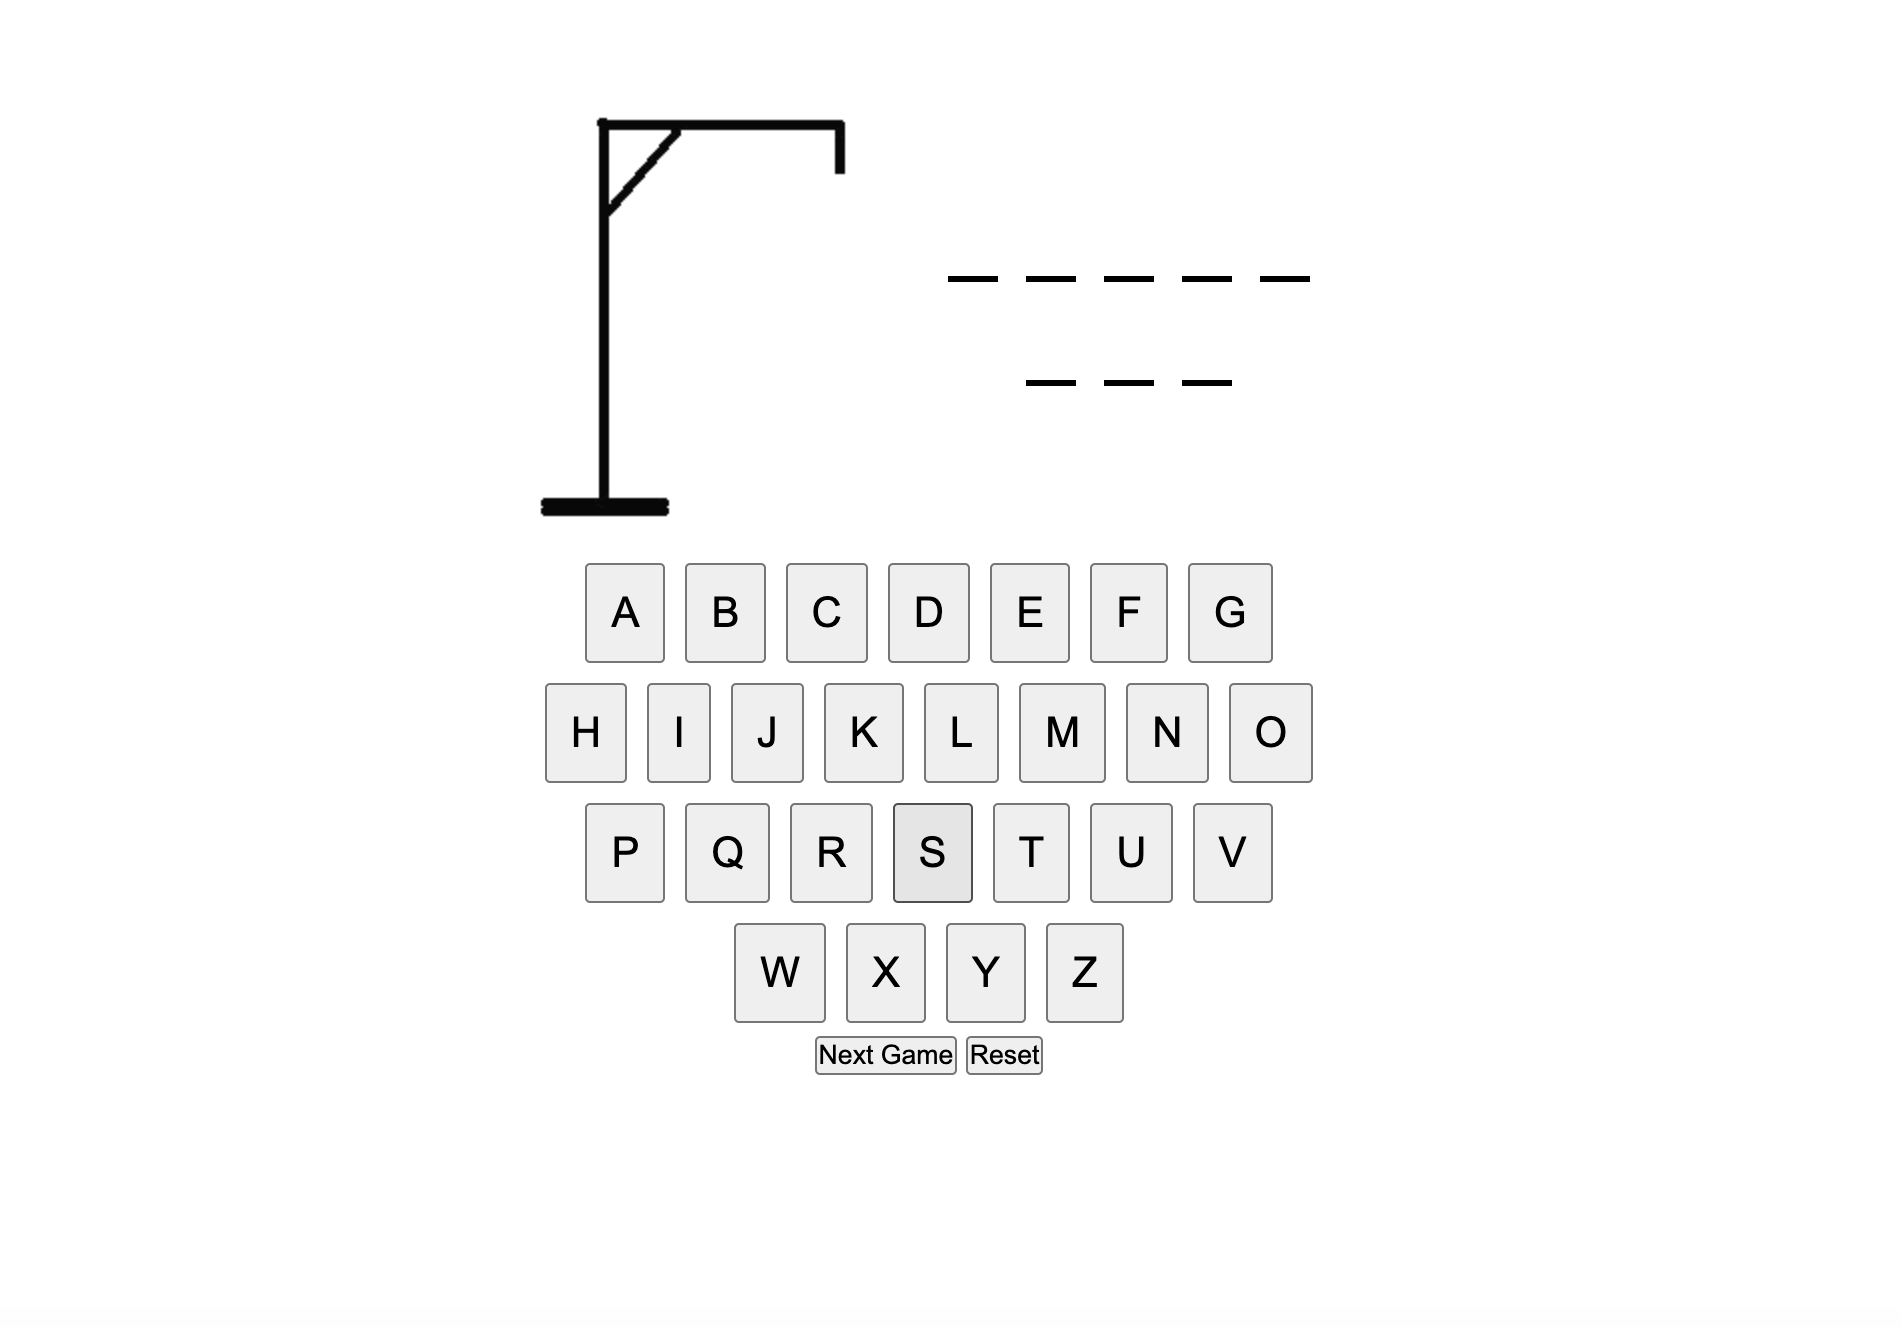 A B C D E F G
H I J K L M N O
P Q R S T U V
W X Y Z
Next Game Reset